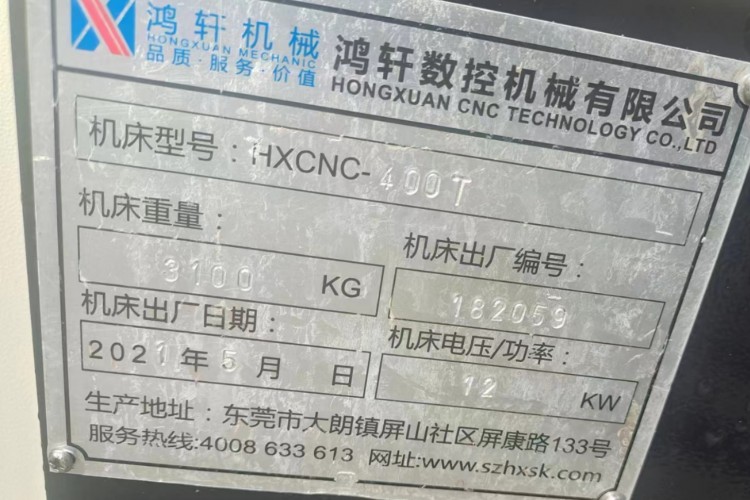 鸿轩机械
HONGXUAN MECHANIC
品质·服务·价值
鸿轩数控机械有限公司
HONGXUAN CNC TECHNOLOGY CO.,LTD
机床型号：HXCNC-400T
机床重量：
3100 KG
机床出厂编号：
182059
机床出厂日期：
2021年5月 日
机床电压/功率：
12 KW
生产地址：东莞市大朗镇屏山社区屏康路133号
服务热线:4008 633 613 网址:www.szhxsk.com